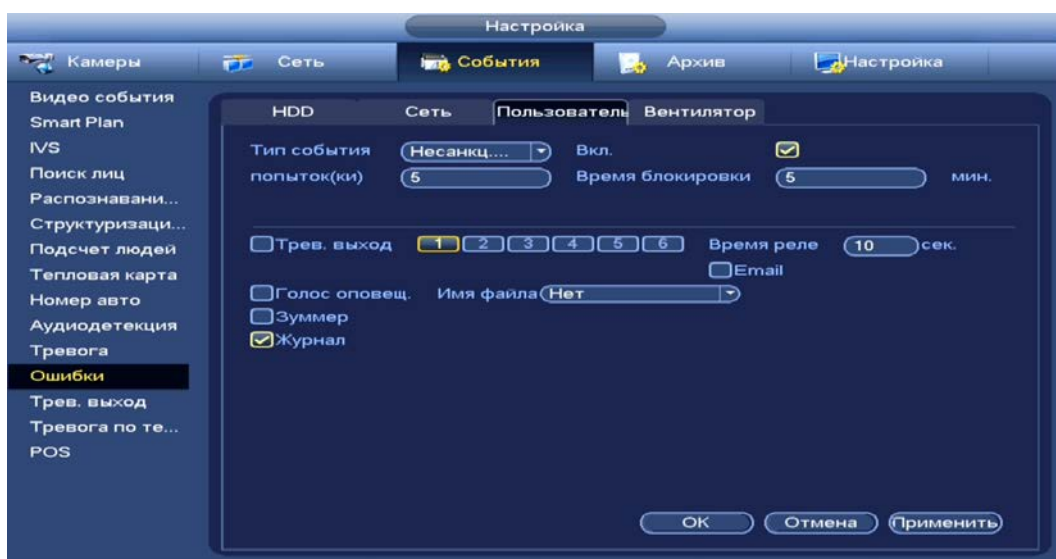 Настройка
Камеры Сеть События Архив Настройка
Видео события
Smart Plan
IVS
Поиск лиц
Распознавани...
Структуризаци...
Подсчет людей
Тепловая карта
Номер авто
Аудиодетекция
Тревога
Ошибки
Трев. выход
Тревога по те...
POS
HDD Сеть Пользователь Вентилятор
Тип события Несанкц.... Вкл.
попыток(ки) 5 Время блокировки 5 мин.
Трев. выход 1 2 3 4 5 6 Время реле 10 сек.
Email
Голос оповещ. Имя файла Нет
Зуммер
Журнал
OK Отмена Применить